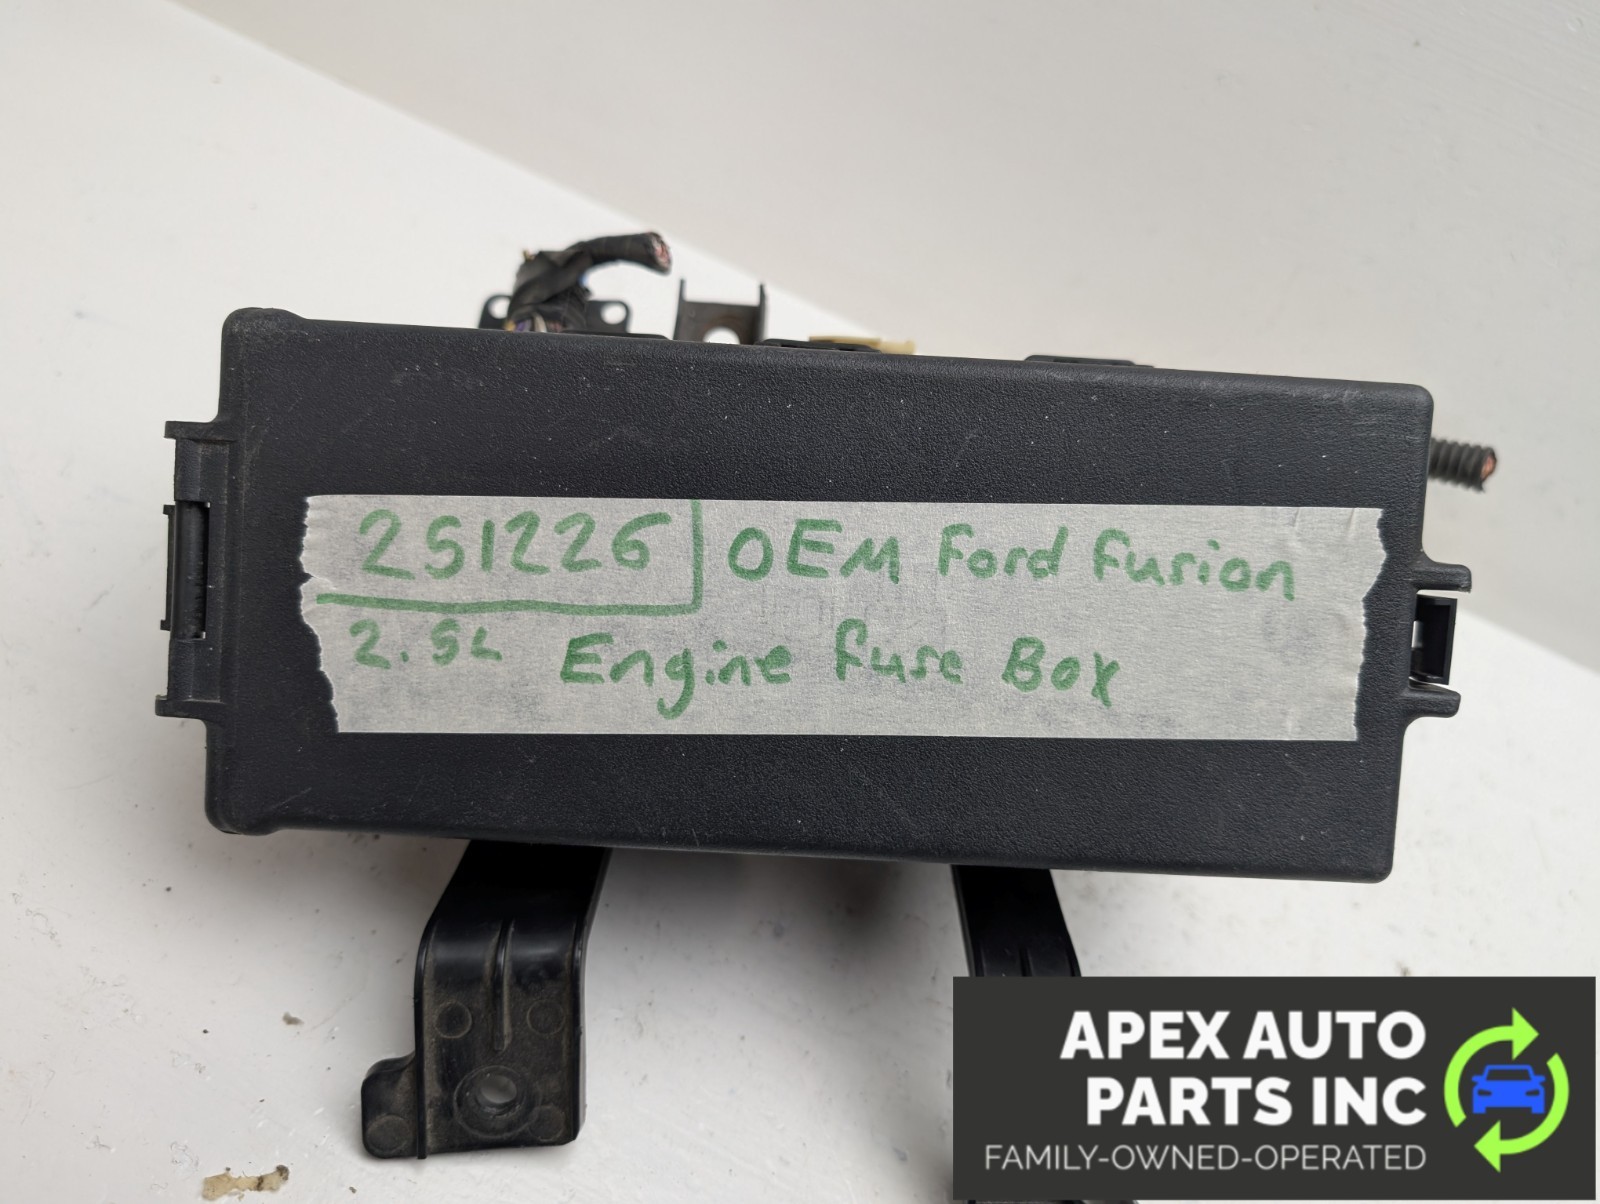 251226 OEM Ford Fusion
2.5L Engine Fuse Box
APEX AUTO
PARTS INC
FAMILY-OWNED-OPERATED